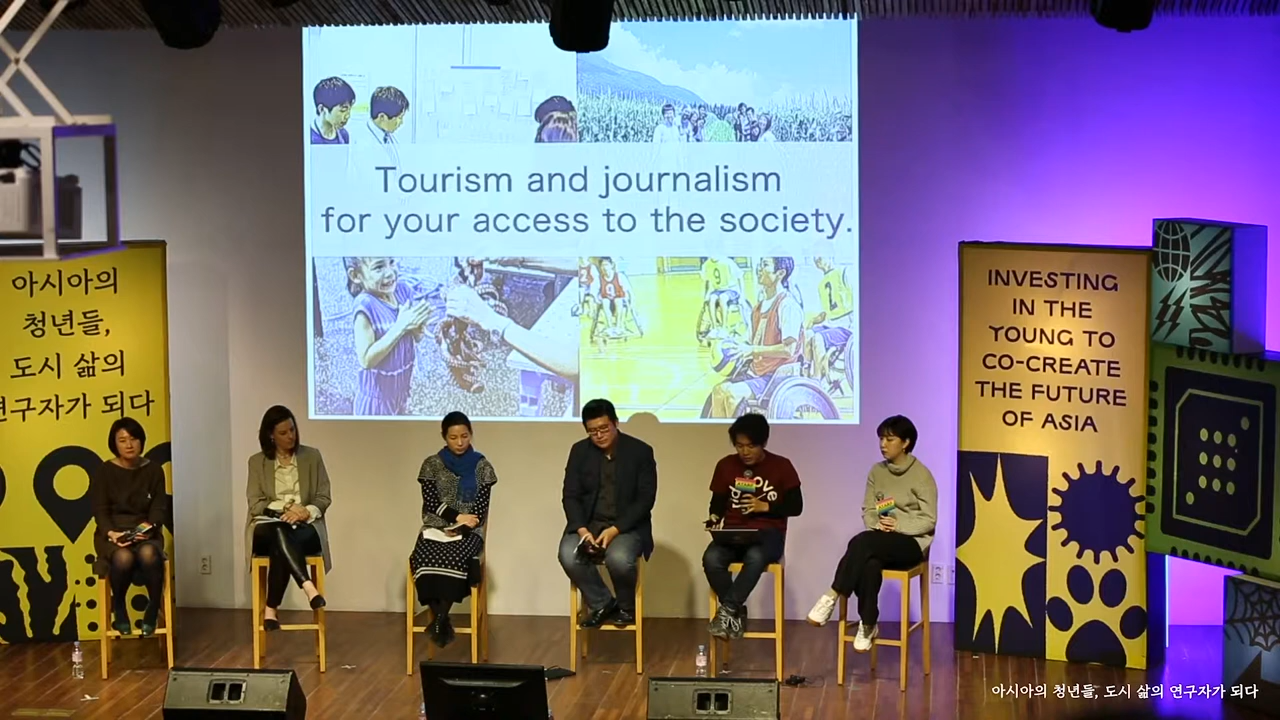 Tourism and journalism
for your access to the society.
아시아의
청년들,
도시 삶의
연구자가 되다
INVESTING
IN THE
YOUNG TO
CO-CREATE
THE FUTURE
OF ASIA
아시아의 청년들, 도시 삶의 연구자가 되다